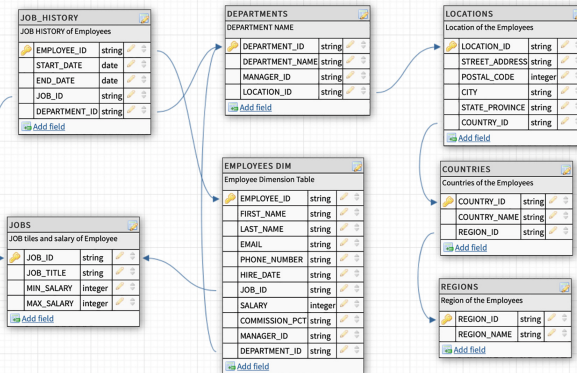 JOB_HISTORY
JOB HISTORY of Employees
EMPLOYEE_ID string
START_DATE date
END_DATE date
JOB_ID string
DEPARTMENT_ID string
Add field
DEPARTMENTS
DEPARTMENT NAME
DEPARTMENT_ID string
DEPARTMENT_NAME string
MANAGER_ID string
LOCATION_ID string
Add field
LOCATIONS
Location of the Employees
LOCATION_ID string
STREET_ADDRESS string
POSTAL_CODE integer
CITY string
STATE_PROVINCE string
COUNTRY_ID string
Add field
EMPLOYEES DIM
Employee Dimension Table
EMPLOYEE_ID string
FIRST_NAME string
LAST_NAME string
EMAIL string
PHONE_NUMBER string
HIRE_DATE string
JOB_ID string
SALARY integer
COMMISSION_PCT string
MANAGER_ID string
DEPARTMENT_ID string
Add field
COUNTRIES
Countries of the Employees
COUNTRY_ID string
COUNTRY_NAME string
REGION_ID string
Add field
JOBS
JOB tiles and salary of Employee
JOB_ID string
JOB_TITLE string
MIN_SALARY integer
MAX_SALARY integer
Add field
REGIONS
Region of the Employees
REGION_ID string
REGION_NAME string
Add field